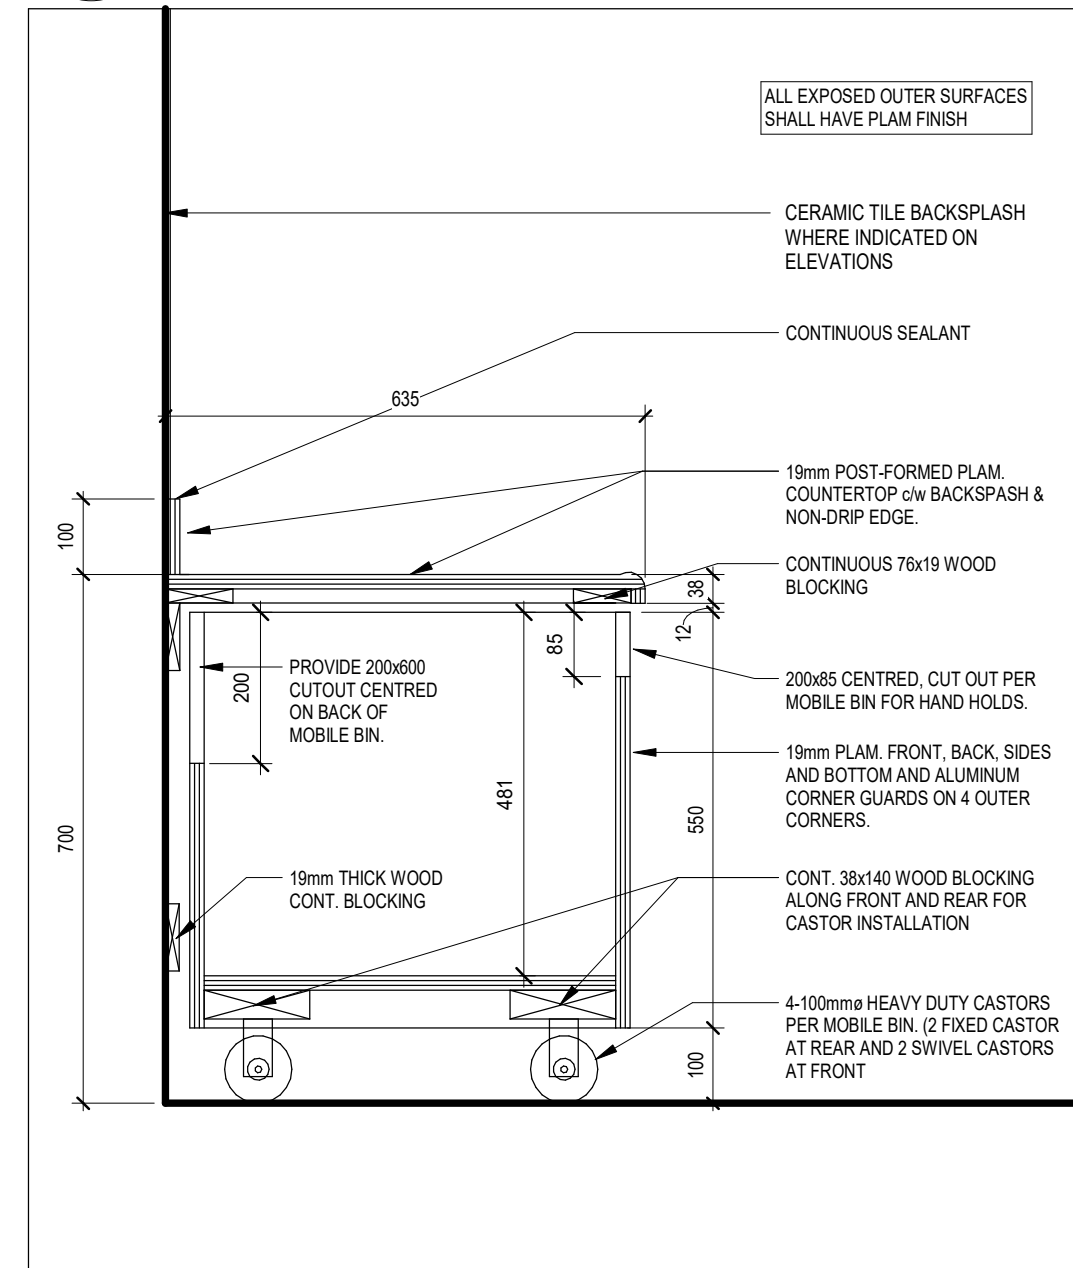 ALL EXPOSED OUTER SURFACES
SHALL HAVE PLAM FINISH
CERAMIC TILE BACKSPLASH
WHERE INDICATED ON
ELEVATIONS
CONTINUOUS SEALANT
635
19mm POST-FORMED PLAM.
COUNTERTOP c/w BACKSPASH &
NON-DRIP EDGE.
100
CONTINUOUS 76x19 WOOD
BLOCKING
38
12
85
PROVIDE 200x600
CUTOUT CENTRED
ON BACK OF
MOBILE BIN.
200
200x85 CENTRED, CUT OUT PER
MOBILE BIN FOR HAND HOLDS.
19mm PLAM. FRONT, BACK, SIDES
AND BOTTOM AND ALUMINUM
CORNER GUARDS ON 4 OUTER
CORNERS.
481
550
700
19mm THICK WOOD
CONT. BLOCKING
CONT. 38x140 WOOD BLOCKING
ALONG FRONT AND REAR FOR
CASTOR INSTALLATION
4-100mmø HEAVY DUTY CASTORS
PER MOBILE BIN. (2 FIXED CASTOR
AT REAR AND 2 SWIVEL CASTORS
AT FRONT
100